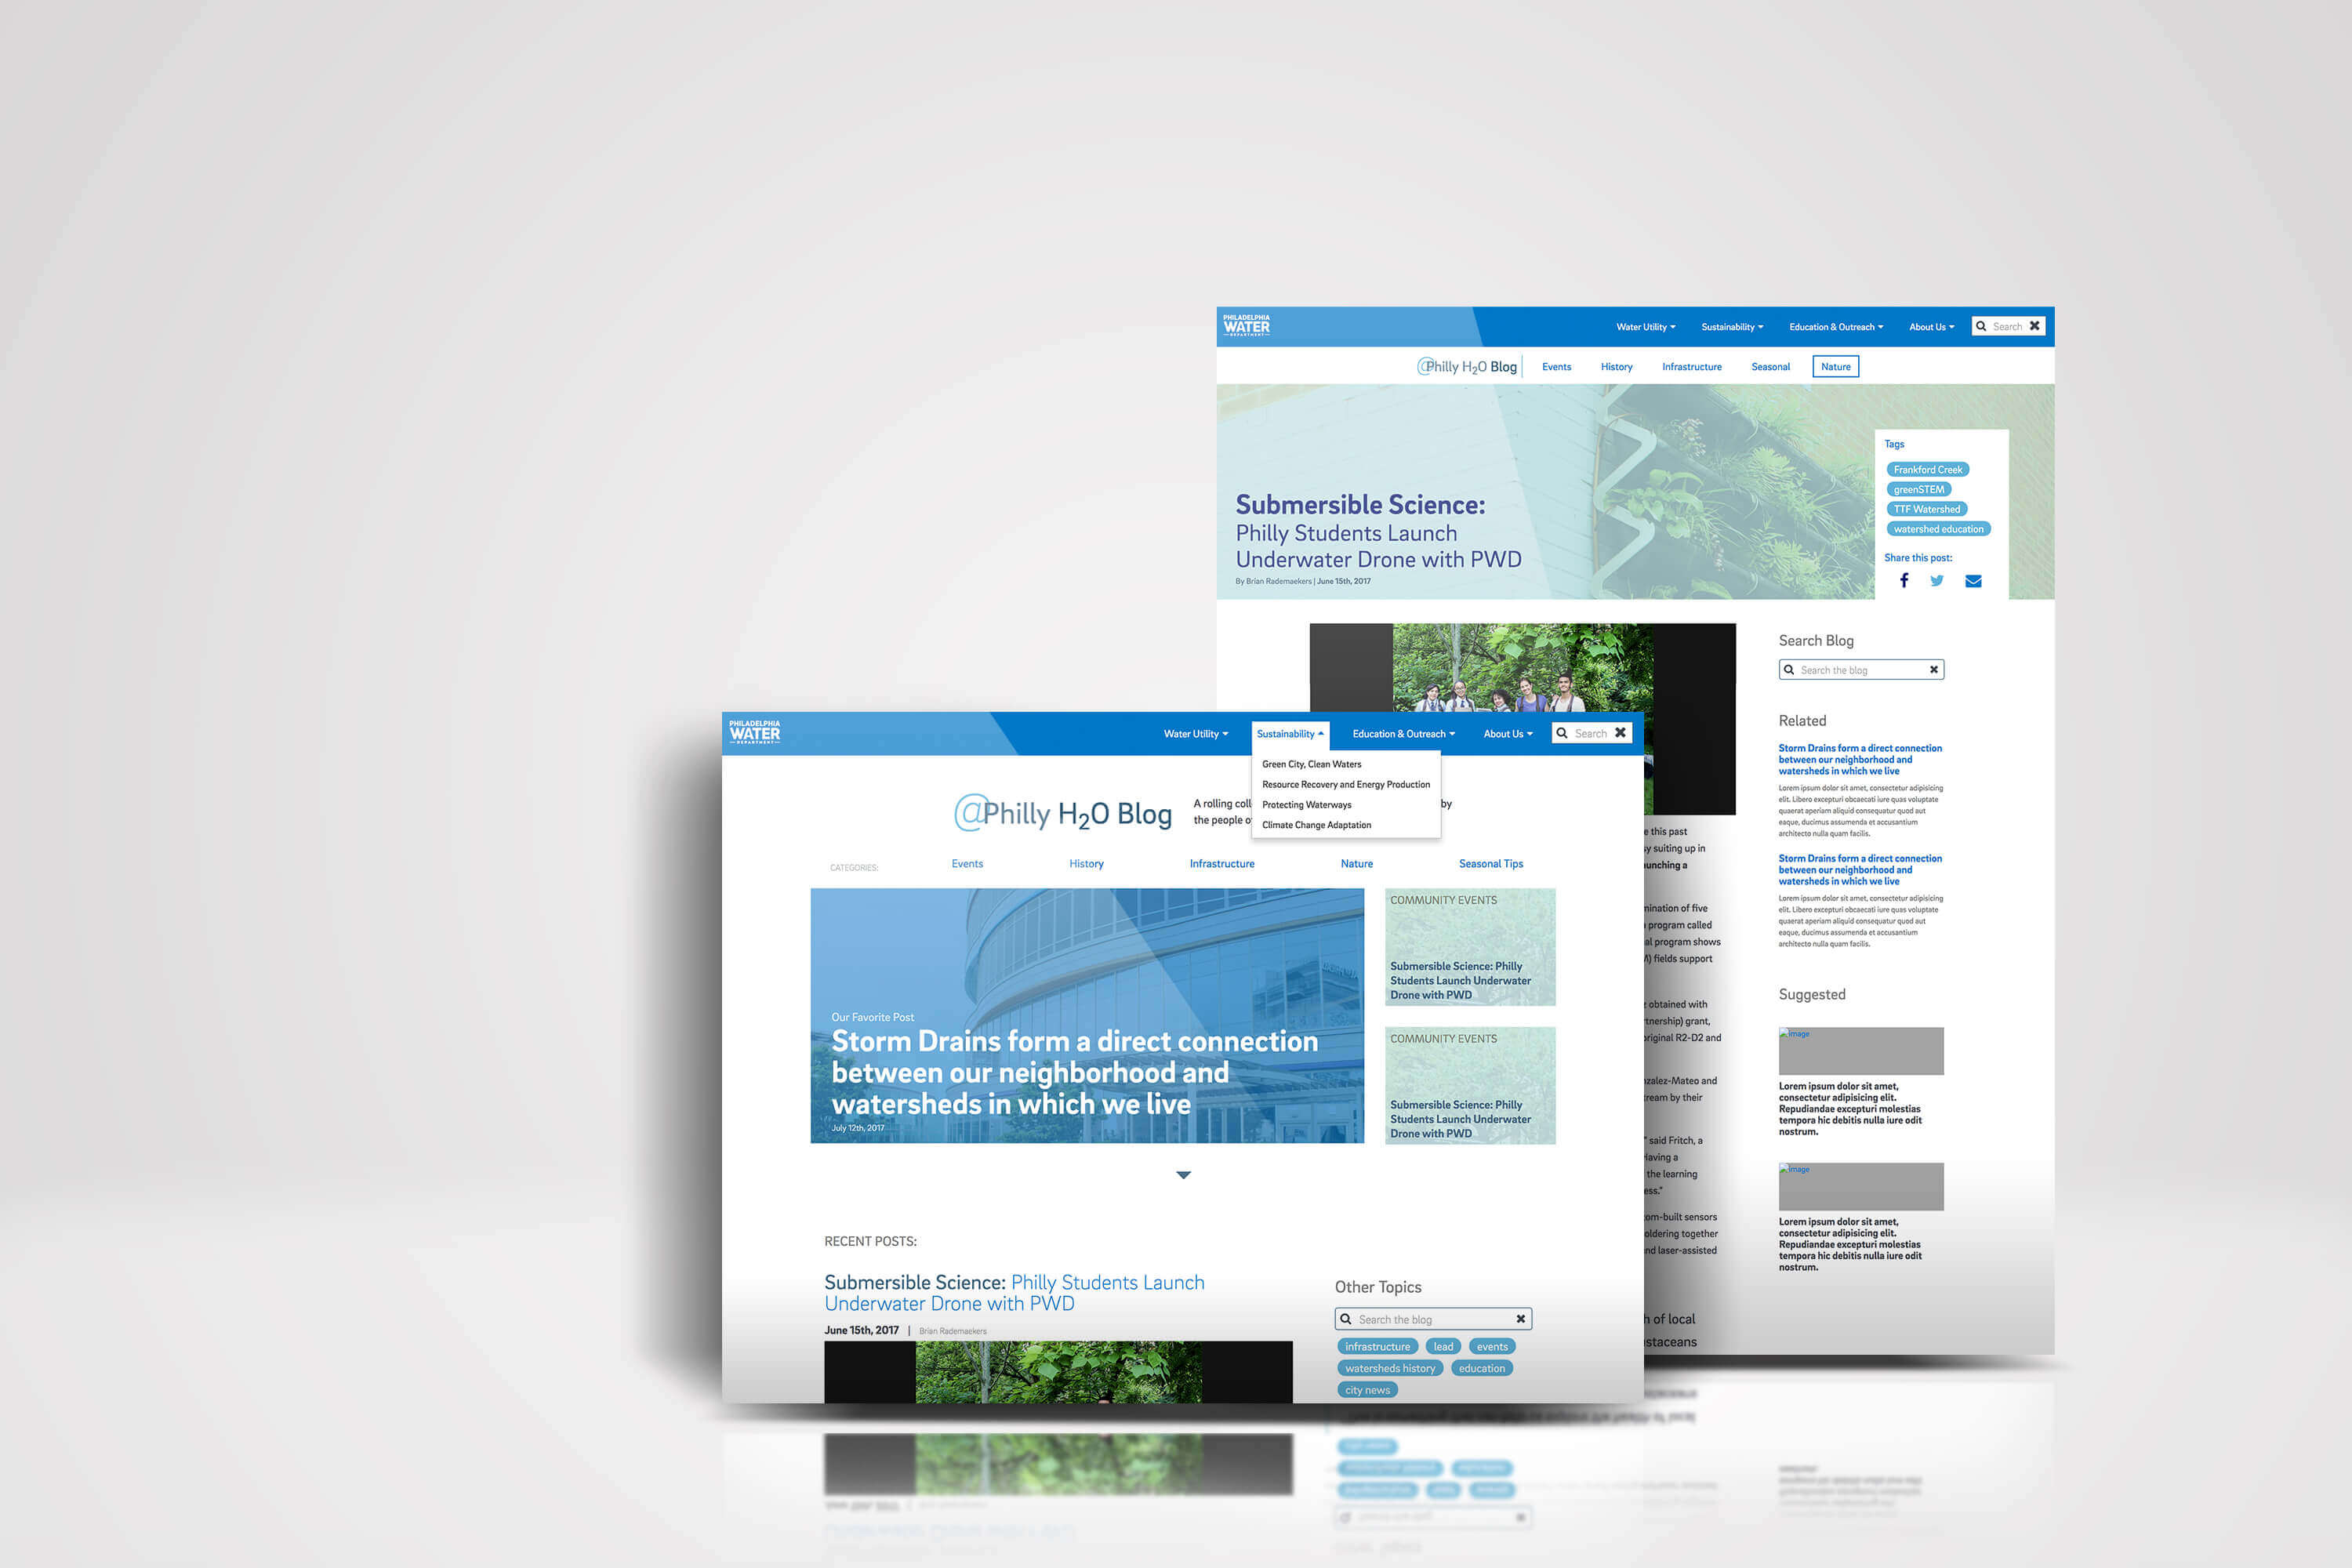 PHILADELPHIA
WATER
DEPARTMENT
Water Utility
Sustainability
Education & Outreach
About Us
Search
@Philly H2O Blog
Events
History
Infrastructure
Seasonal
Nature
Submersible Science:
Philly Students Launch
Underwater Drone with PWD
By Brian Rademaekers | June 15th, 2017
Tags
Frankford Creek
greenSTEM
TTF Watershed
watershed education
Share this post:
Search Blog
Search the blog
Related
Storm Drains form a direct connection
between our neighborhood and
watersheds in which we live
Lorem ipsum dolor sit amet, consectetur adipisicing
elit. Libero excepturi obcaecati iure quas voluptate
quaerat aperiam aliquid consequatur quod aut
eaque, ducimus assumenda et accusantium
architecto nulla quam facilis.
Storm Drains form a direct connection
between our neighborhood and
watersheds in which we live
Lorem ipsum dolor sit amet, consectetur adipisicing
elit. Libero excepturi obcaecati iure quas voluptate
quaerat aperiam aliquid consequatur quod aut
eaque, ducimus assumenda et accusantium
architecto nulla quam facilis.
Suggested
image
Lorem ipsum dolor sit amet,
consectetur adipisicing elit.
Repudiandae excepturi molestias
tempora hic debitis nulla iure odit
nostrum.
image
Lorem ipsum dolor sit amet,
consectetur adipisicing elit.
Repudiandae excepturi molestias
tempora hic debitis nulla iure odit
nostrum.
e this past
y suiting up in
unching a
mination of five
program called
al program shows
M) fields support
t obtained with
tnership) grant,
original R2-D2 and
nzalez-Mateo and
tream by their
" said Fritch, a
Having a
the learning
ess."
om-built sensors
oldering together
nd laser-assisted
h of local
staceans
PHILADELPHIA
WATER
DEPARTMENT
Water Utility
Sustainability
Education & Outreach
About Us
Search
Green City, Clean Waters
Resource Recovery and Energy Production
Protecting Waterways
Climate Change Adaptation
@Philly H2O Blog
A rolling coll by
the people o
CATEGORIES:
Events
History
Infrastructure
Nature
Seasonal Tips
Our Favorite Post
Storm Drains form a direct connection
between our neighborhood and
watersheds in which we live
July 12th, 2017
COMMUNITY EVENTS
Submersible Science: Philly
Students Launch Underwater
Drone with PWD
COMMUNITY EVENTS
Submersible Science: Philly
Students Launch Underwater
Drone with PWD
RECENT POSTS:
Submersible Science: Philly Students Launch
Underwater Drone with PWD
June 15th, 2017 | Brian Rademaekers
Other Topics
Search the blog
infrastructure
lead
events
watersheds history
education
city news